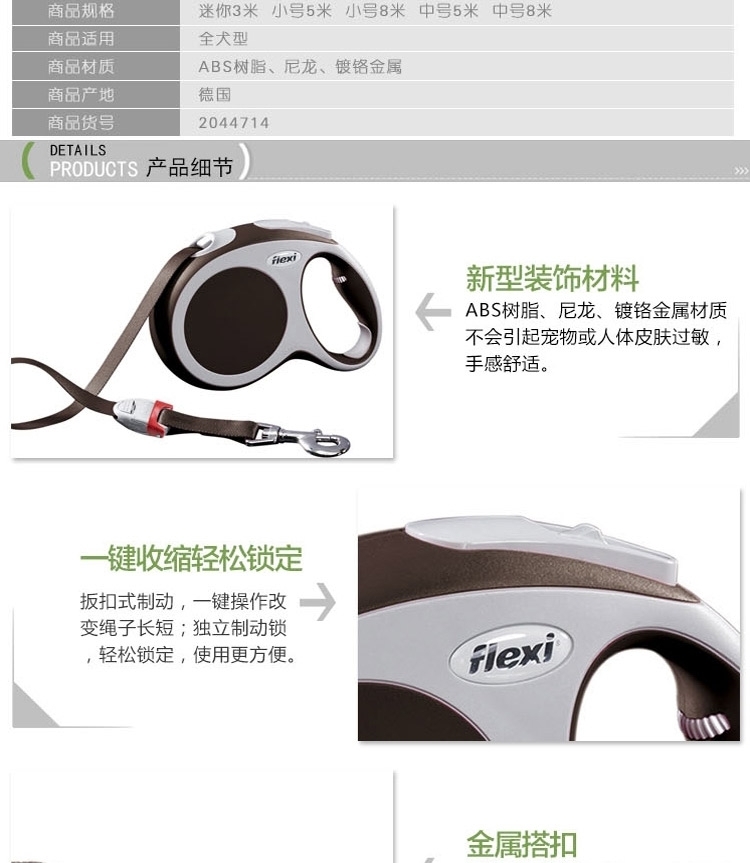 商品规格 迷你3米 小号5米 小号8米 中号5米 中号8米
商品适用 全犬型
商品材质 ABS树脂、尼龙、镀铬金属
商品产地 德国
商品货号 2044714
DETAILS
PRODUCTS 产品细节
flexi
新型装饰材料
ABS树脂、尼龙、镀铬金属材质
不会引起宠物或人体皮肤过敏，
手感舒适。
一键收缩轻松锁定
扳扣式制动，一键操作改
变绳子长短；独立制动锁
，轻松锁定，使用更方便。
flexi
金属搭扣